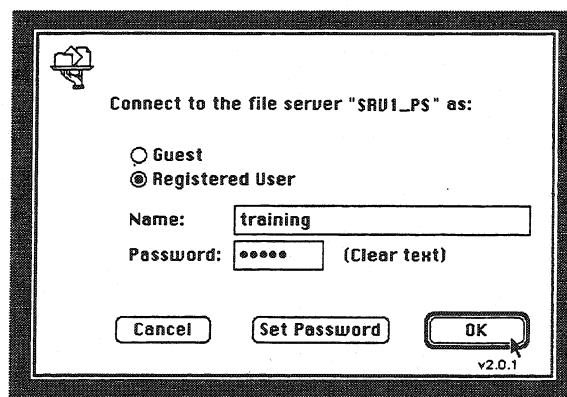 Connect to the file server "SRV1_PS" as:
Guest
Registered User
Name: training
Password: ●●●●● (Clear text)
Cancel Set Password OK
v2.0.1